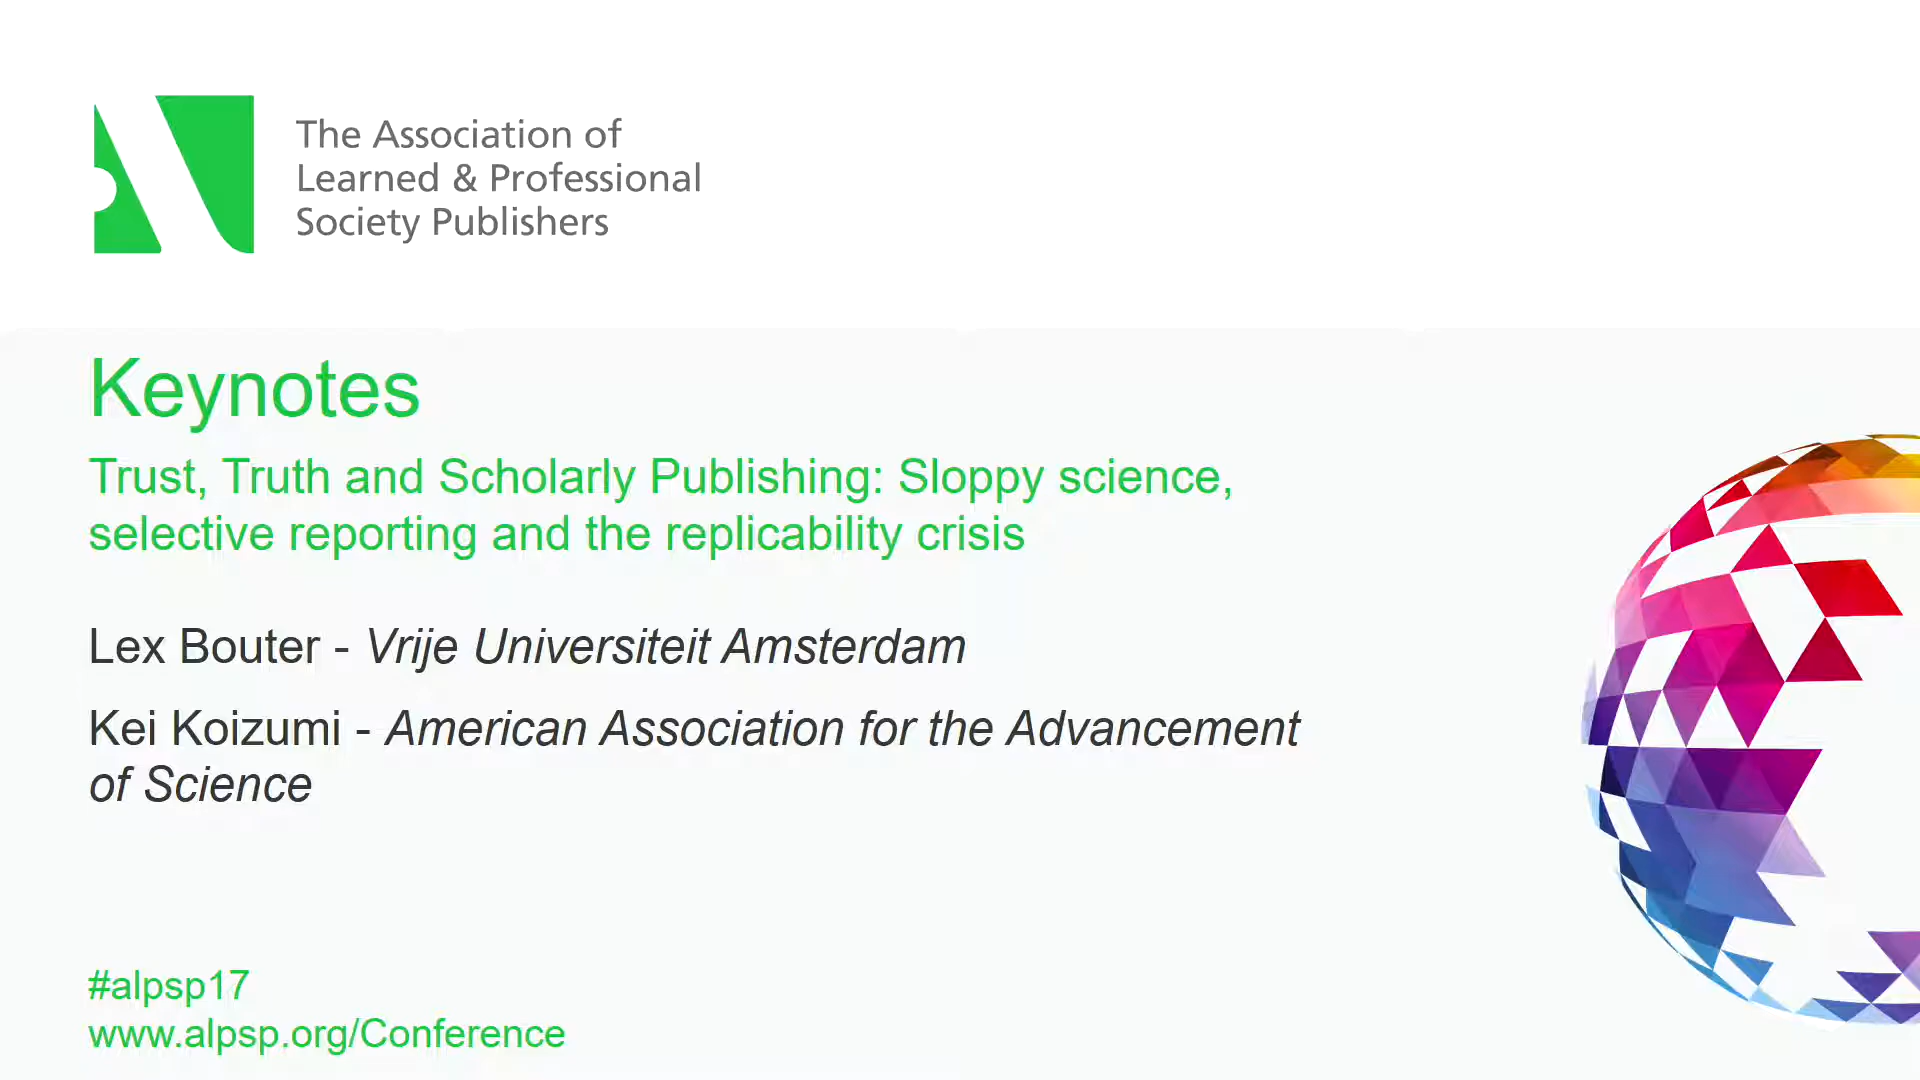 The Association of
Learned & Professional
Society Publishers
Keynotes
Trust, Truth and Scholarly Publishing: Sloppy science,
selective reporting and the replicability crisis
Lex Bouter - Vrije Universiteit Amsterdam
Kei Koizumi - American Association for the Advancement
of Science
#alpsp17
www.alpsp.org/Conference